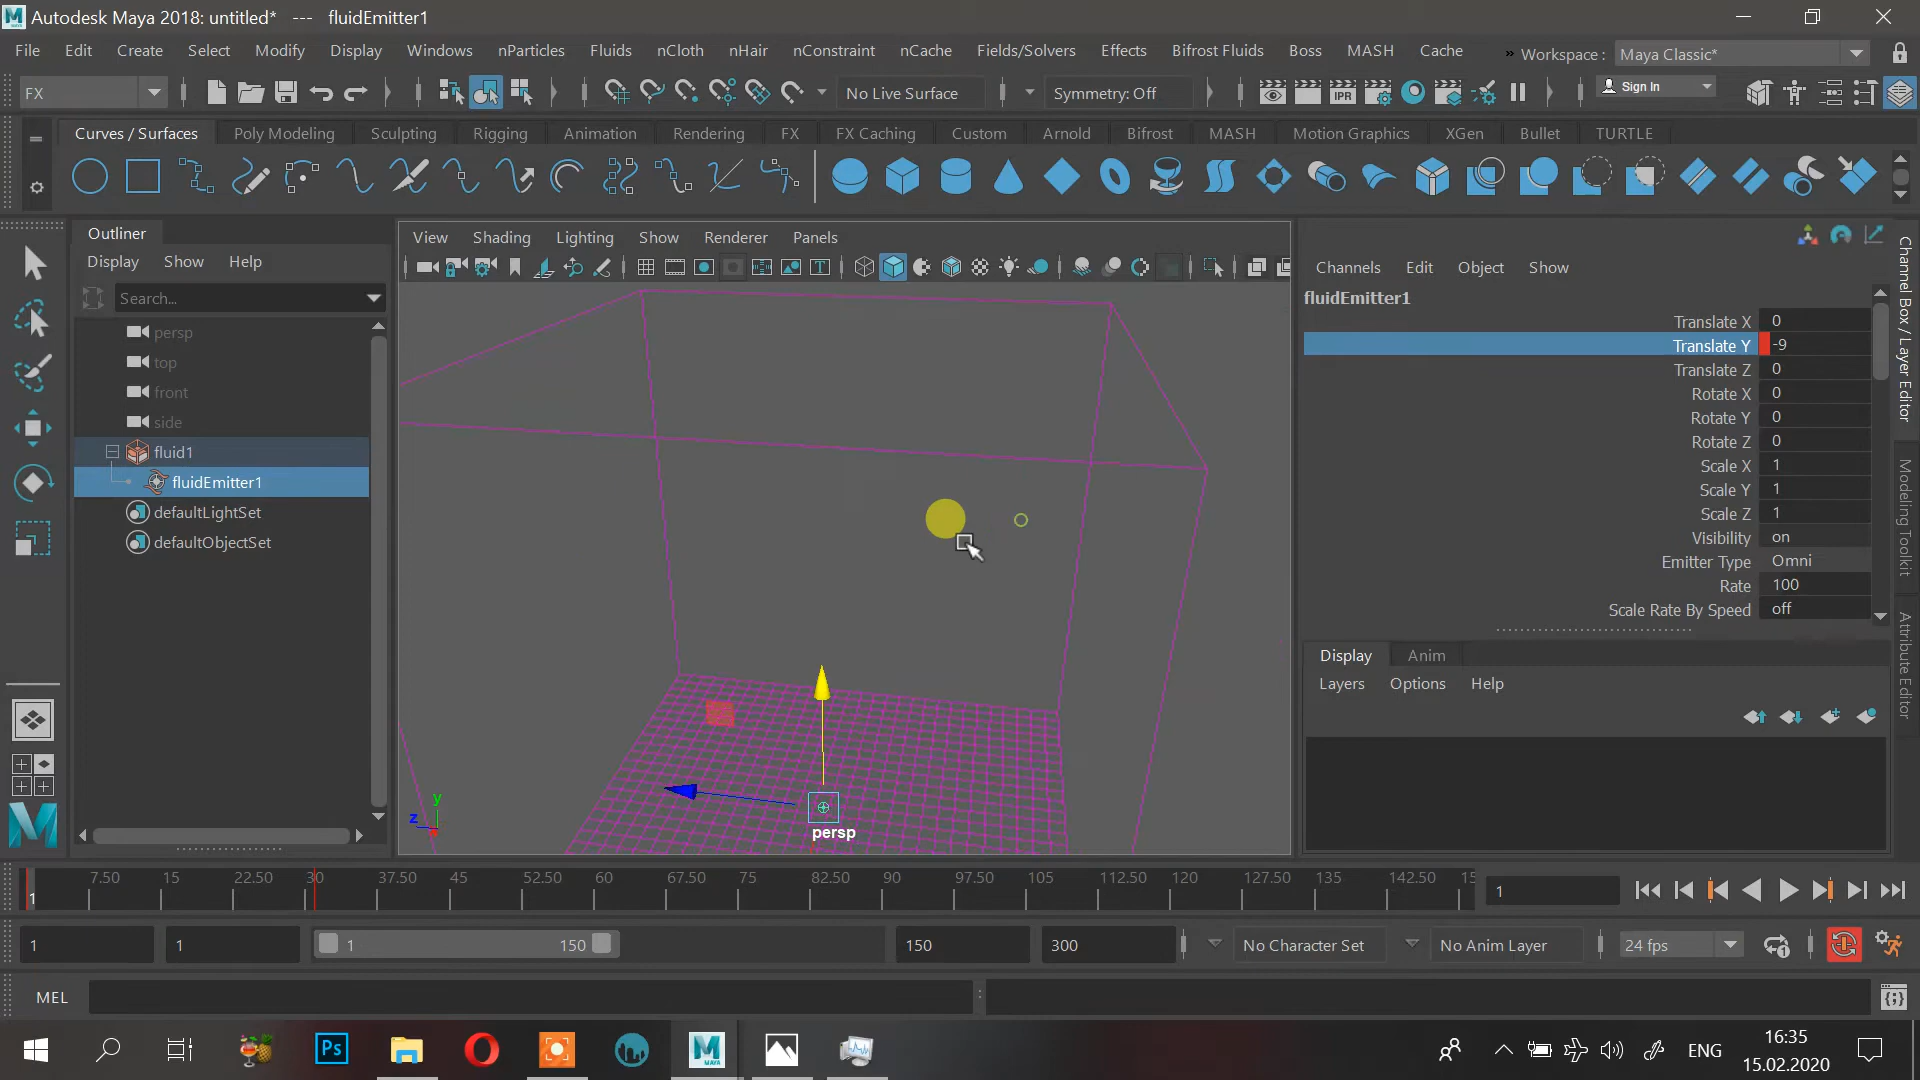 Autodesk Maya 2018: untitled*   ---   fluidEmitter1
File Edit Create Select Modify Display Windows nParticles Fluids nCloth nHair nConstraint nCache Fields/Solvers Effects Bifrost Fluids Boss MASH Cache » Workspace : Maya Classic*
FX No Live Surface Symmetry: Off IPR Sign In
Curves / Surfaces Poly Modeling Sculpting Rigging Animation Rendering FX FX Caching Custom Arnold Bifrost MASH Motion Graphics XGen Bullet TURTLE
Outliner
Display Show Help
Search...
persp
top
front
side
fluid1
fluidEmitter1
defaultLightSet
defaultObjectSet
View Shading Lighting Show Renderer Panels
persp
y
z
Channels Edit Object Show
fluidEmitter1
Translate X 0
Translate Y -9
Translate Z 0
Rotate X 0
Rotate Y 0
Rotate Z 0
Scale X 1
Scale Y 1
Scale Z 1
Visibility on
Emitter Type Omni
Rate 100
Scale Rate By Speed off
Display Anim
Layers Options Help
Channel Box / Layer Editor
Modeling Toolkit
Attribute Editor
1 7.50 15 22.50 30 37.50 45 52.50 60 67.50 75 82.50 90 97.50 105 112.50 120 127.50 135 142.50 15 1
1 1 1 150 150 300 No Character Set No Anim Layer 24 fps
MEL
Ps
MAYA
ENG
16:35
15.02.2020